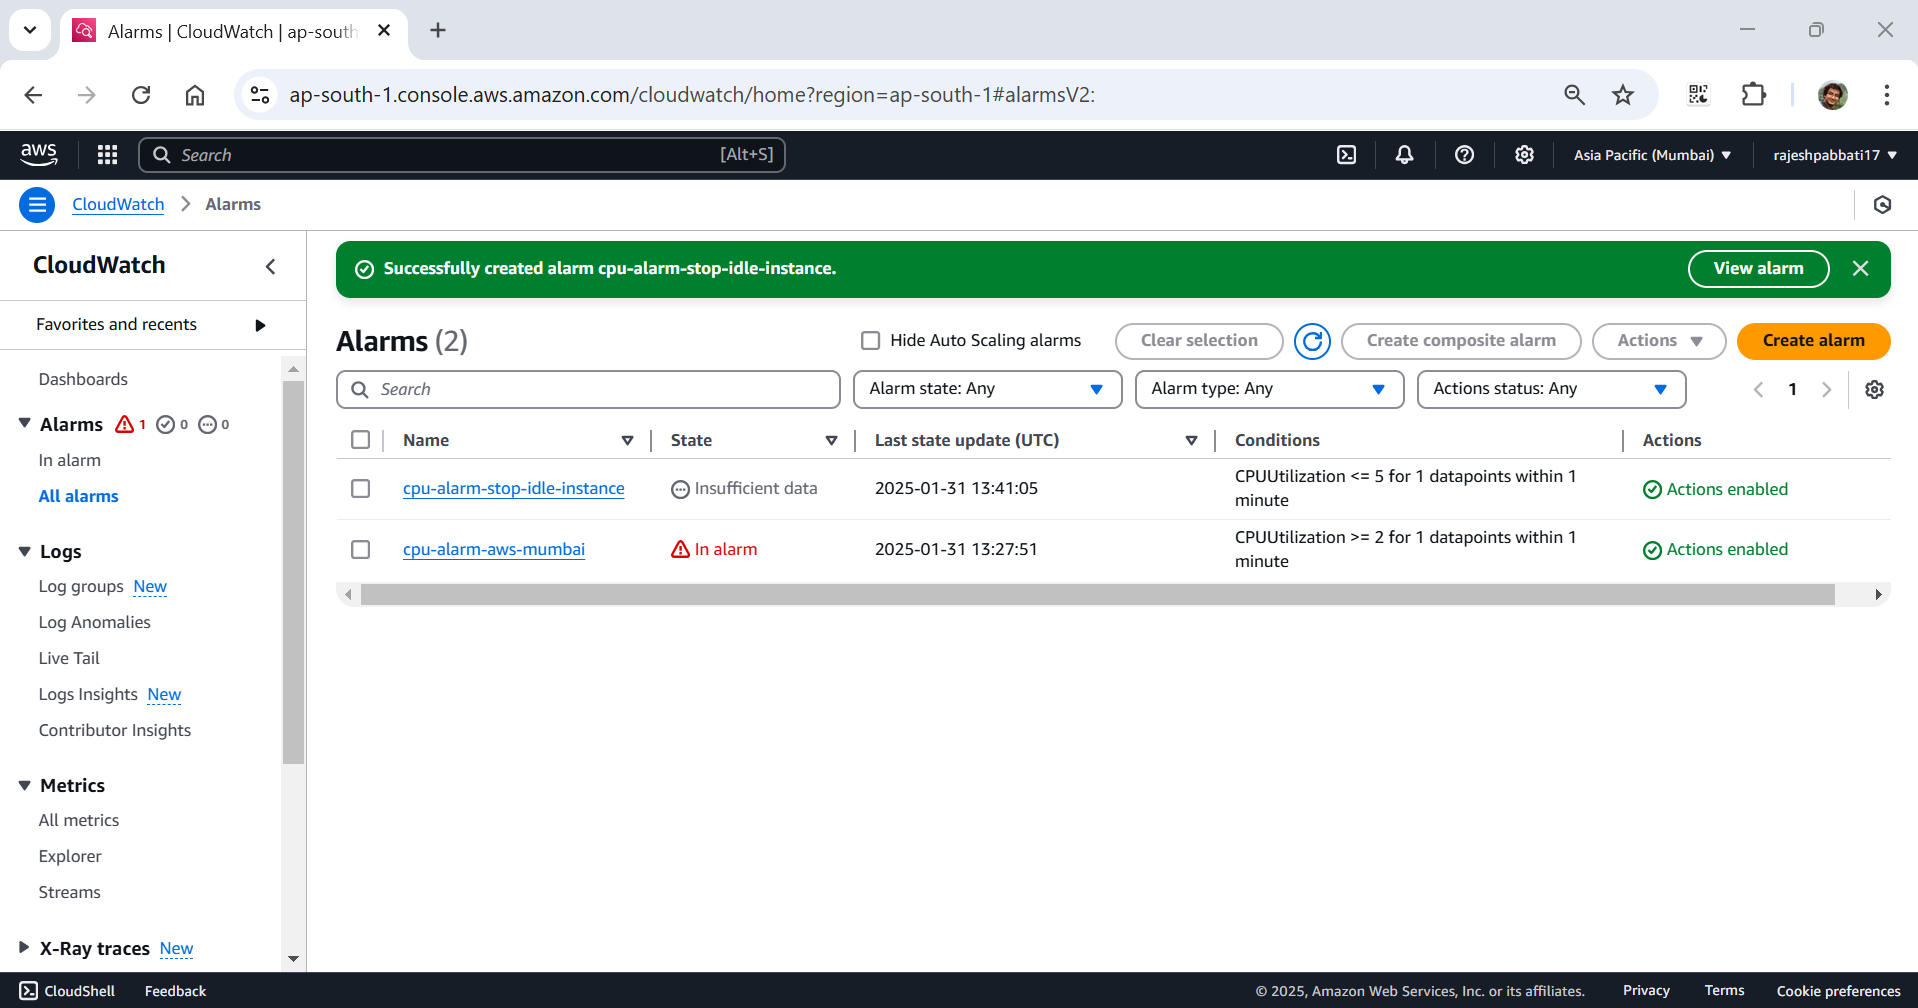 Alarms | CloudWatch | ap-south
ap-south-1.console.aws.amazon.com/cloudwatch/home?region=ap-south-1#alarmsV2:
aws
Search [Alt+S]
Asia Pacific (Mumbai)
rajeshpabbati17
CloudWatch
Alarms
CloudWatch
Favorites and recents
Dashboards
Alarms 1 0 0
In alarm
All alarms
Logs
Log groups New
Log Anomalies
Live Tail
Logs Insights New
Contributor Insights
Metrics
All metrics
Explorer
Streams
X-Ray traces New
Successfully created alarm cpu-alarm-stop-idle-instance.
View alarm
Alarms (2)
Hide Auto Scaling alarms
Clear selection
Create composite alarm
Actions
Create alarm
Search
Alarm state: Any
Alarm type: Any
Actions status: Any
1
Name State Last state update (UTC) Conditions Actions
cpu-alarm-stop-idle-instance Insufficient data 2025-01-31 13:41:05 CPUUtilization <= 5 for 1 datapoints within 1
minute
Actions enabled
cpu-alarm-aws-mumbai In alarm 2025-01-31 13:27:51 CPUUtilization >= 2 for 1 datapoints within 1
minute
Actions enabled
CloudShell
Feedback
© 2025, Amazon Web Services, Inc. or its affiliates.
Privacy
Terms
Cookie preferences